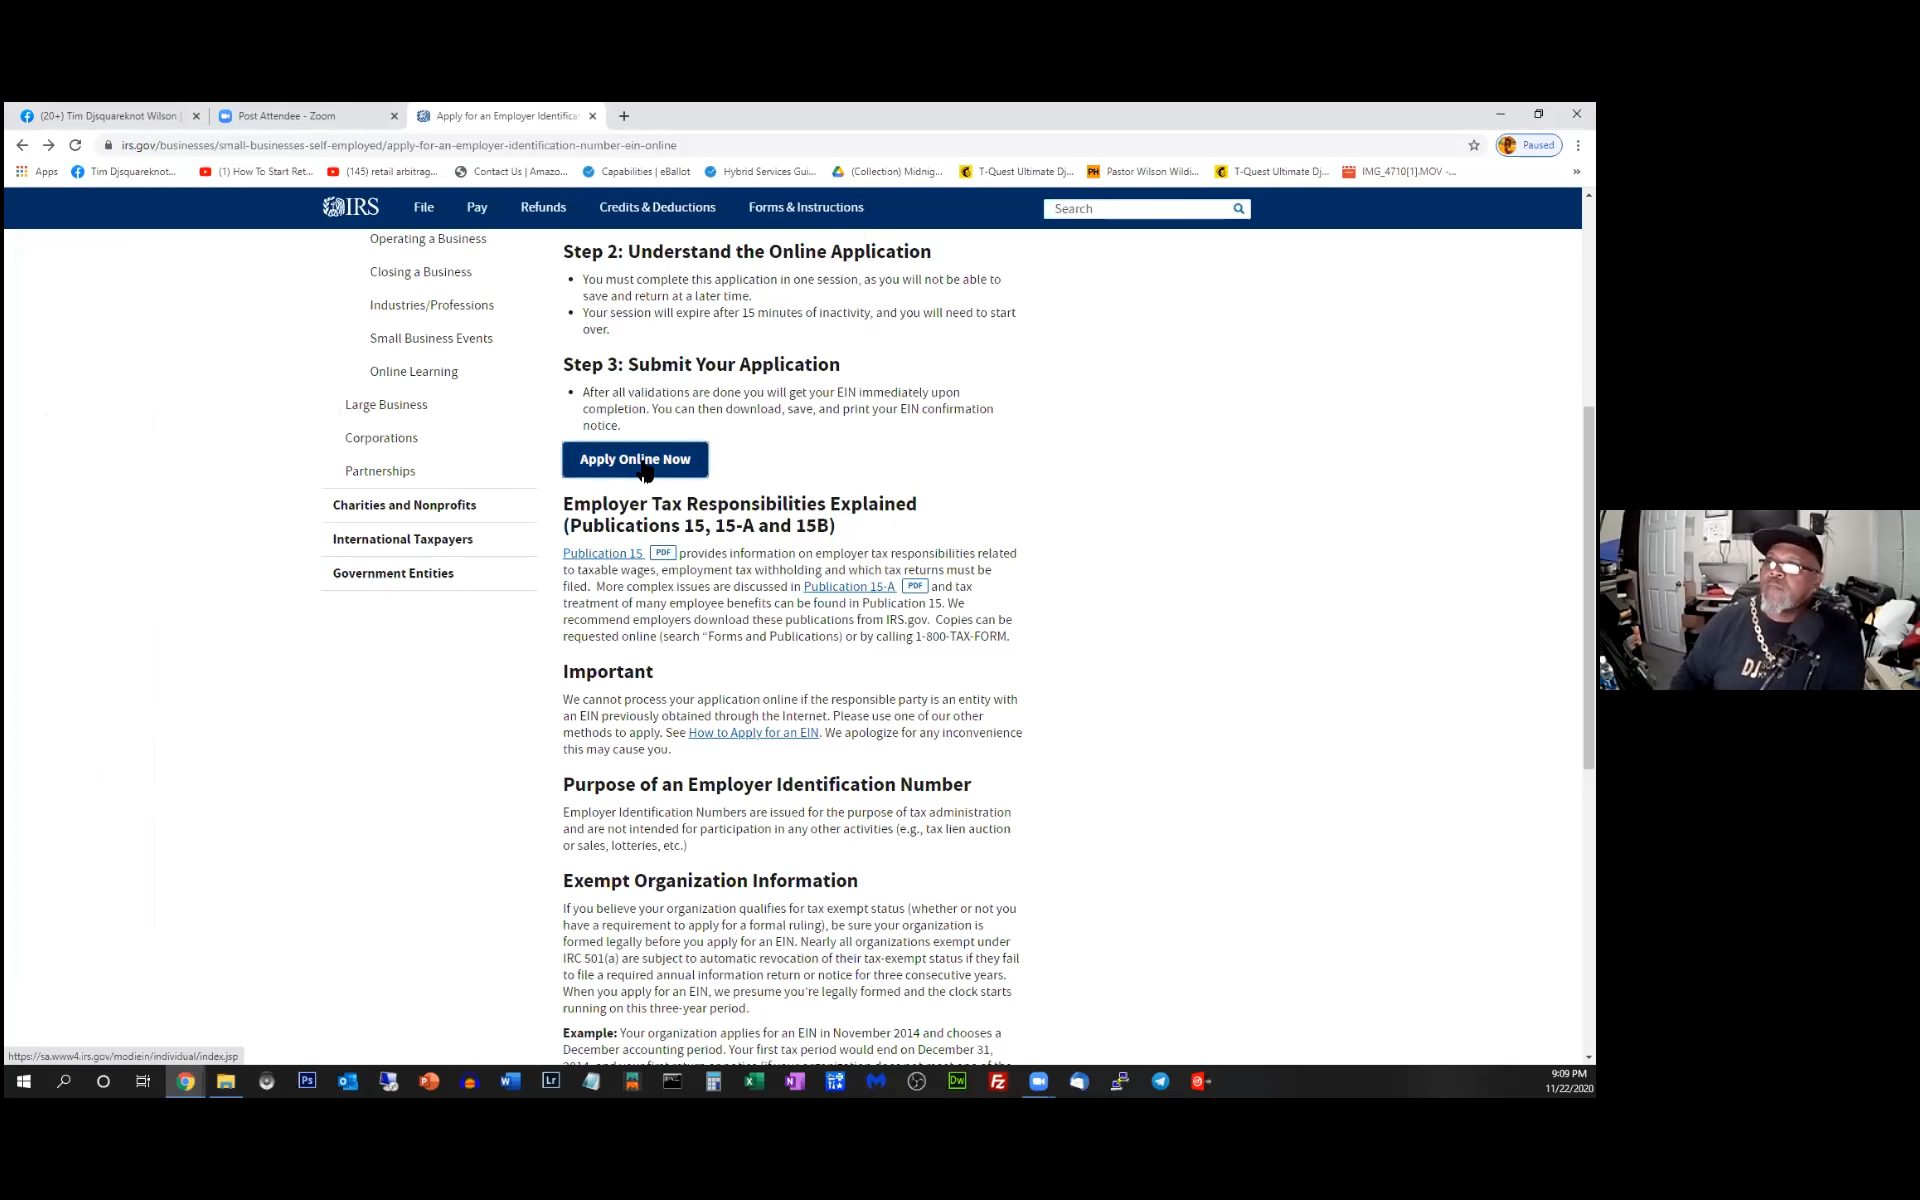 (20+) Tim Djsquareknot Wilson
Post Attendee - Zoom
Apply for an Employer Identifica
irs.gov/businesses/small-businesses-self-employed/apply-for-an-employer-identification-number-ein-online
Paused
Apps
Tim Djsquareknot...
(1) How To Start Ret...
(145) retail arbitrag...
Contact Us | Amazo...
Capabilities | eBallot
Hybrid Services Gui...
(Collection) Midnig...
T-Quest Ultimate Dj...
PH
Pastor Wilson Wildi...
T-Quest Ultimate Dj...
IMG_4710[1].MOV -...
»
IRS
File
Pay
Refunds
Credits & Deductions
Forms & Instructions
Search
Operating a Business
Closing a Business
Industries/Professions
Small Business Events
Online Learning
Large Business
Corporations
Partnerships
Charities and Nonprofits
International Taxpayers
Government Entities
Step 2: Understand the Online Application
• You must complete this application in one session, as you will not be able to
save and return at a later time.
• Your session will expire after 15 minutes of inactivity, and you will need to start
over.
Step 3: Submit Your Application
• After all validations are done you will get your EIN immediately upon
completion. You can then download, save, and print your EIN confirmation
notice.
Apply Online Now
Employer Tax Responsibilities Explained
(Publications 15, 15-A and 15B)
Publication 15 PDF provides information on employer tax responsibilities related
to taxable wages, employment tax withholding and which tax returns must be
filed. More complex issues are discussed in Publication 15-A PDF and tax
treatment of many employee benefits can be found in Publication 15. We
recommend employers download these publications from IRS.gov. Copies can be
requested online (search “Forms and Publications) or by calling 1-800-TAX-FORM.
Important
We cannot process your application online if the responsible party is an entity with
an EIN previously obtained through the Internet. Please use one of our other
methods to apply. See How to Apply for an EIN. We apologize for any inconvenience
this may cause you.
Purpose of an Employer Identification Number
Employer Identification Numbers are issued for the purpose of tax administration
and are not intended for participation in any other activities (e.g., tax lien auction
or sales, lotteries, etc.)
Exempt Organization Information
If you believe your organization qualifies for tax exempt status (whether or not you
have a requirement to apply for a formal ruling), be sure your organization is
formed legally before you apply for an EIN. Nearly all organizations exempt under
IRC 501(a) are subject to automatic revocation of their tax-exempt status if they fail
to file a required annual information return or notice for three consecutive years.
When you apply for an EIN, we presume you're legally formed and the clock starts
running on this three-year period.
Example: Your organization applies for an EIN in November 2014 and chooses a
December accounting period. Your first tax period would end on December 31,
https://sa.www4.irs.gov/modiein/individual/index.jsp
DJ
Ps
Lr
Dw
Fz
9:09 PM
11/22/2020